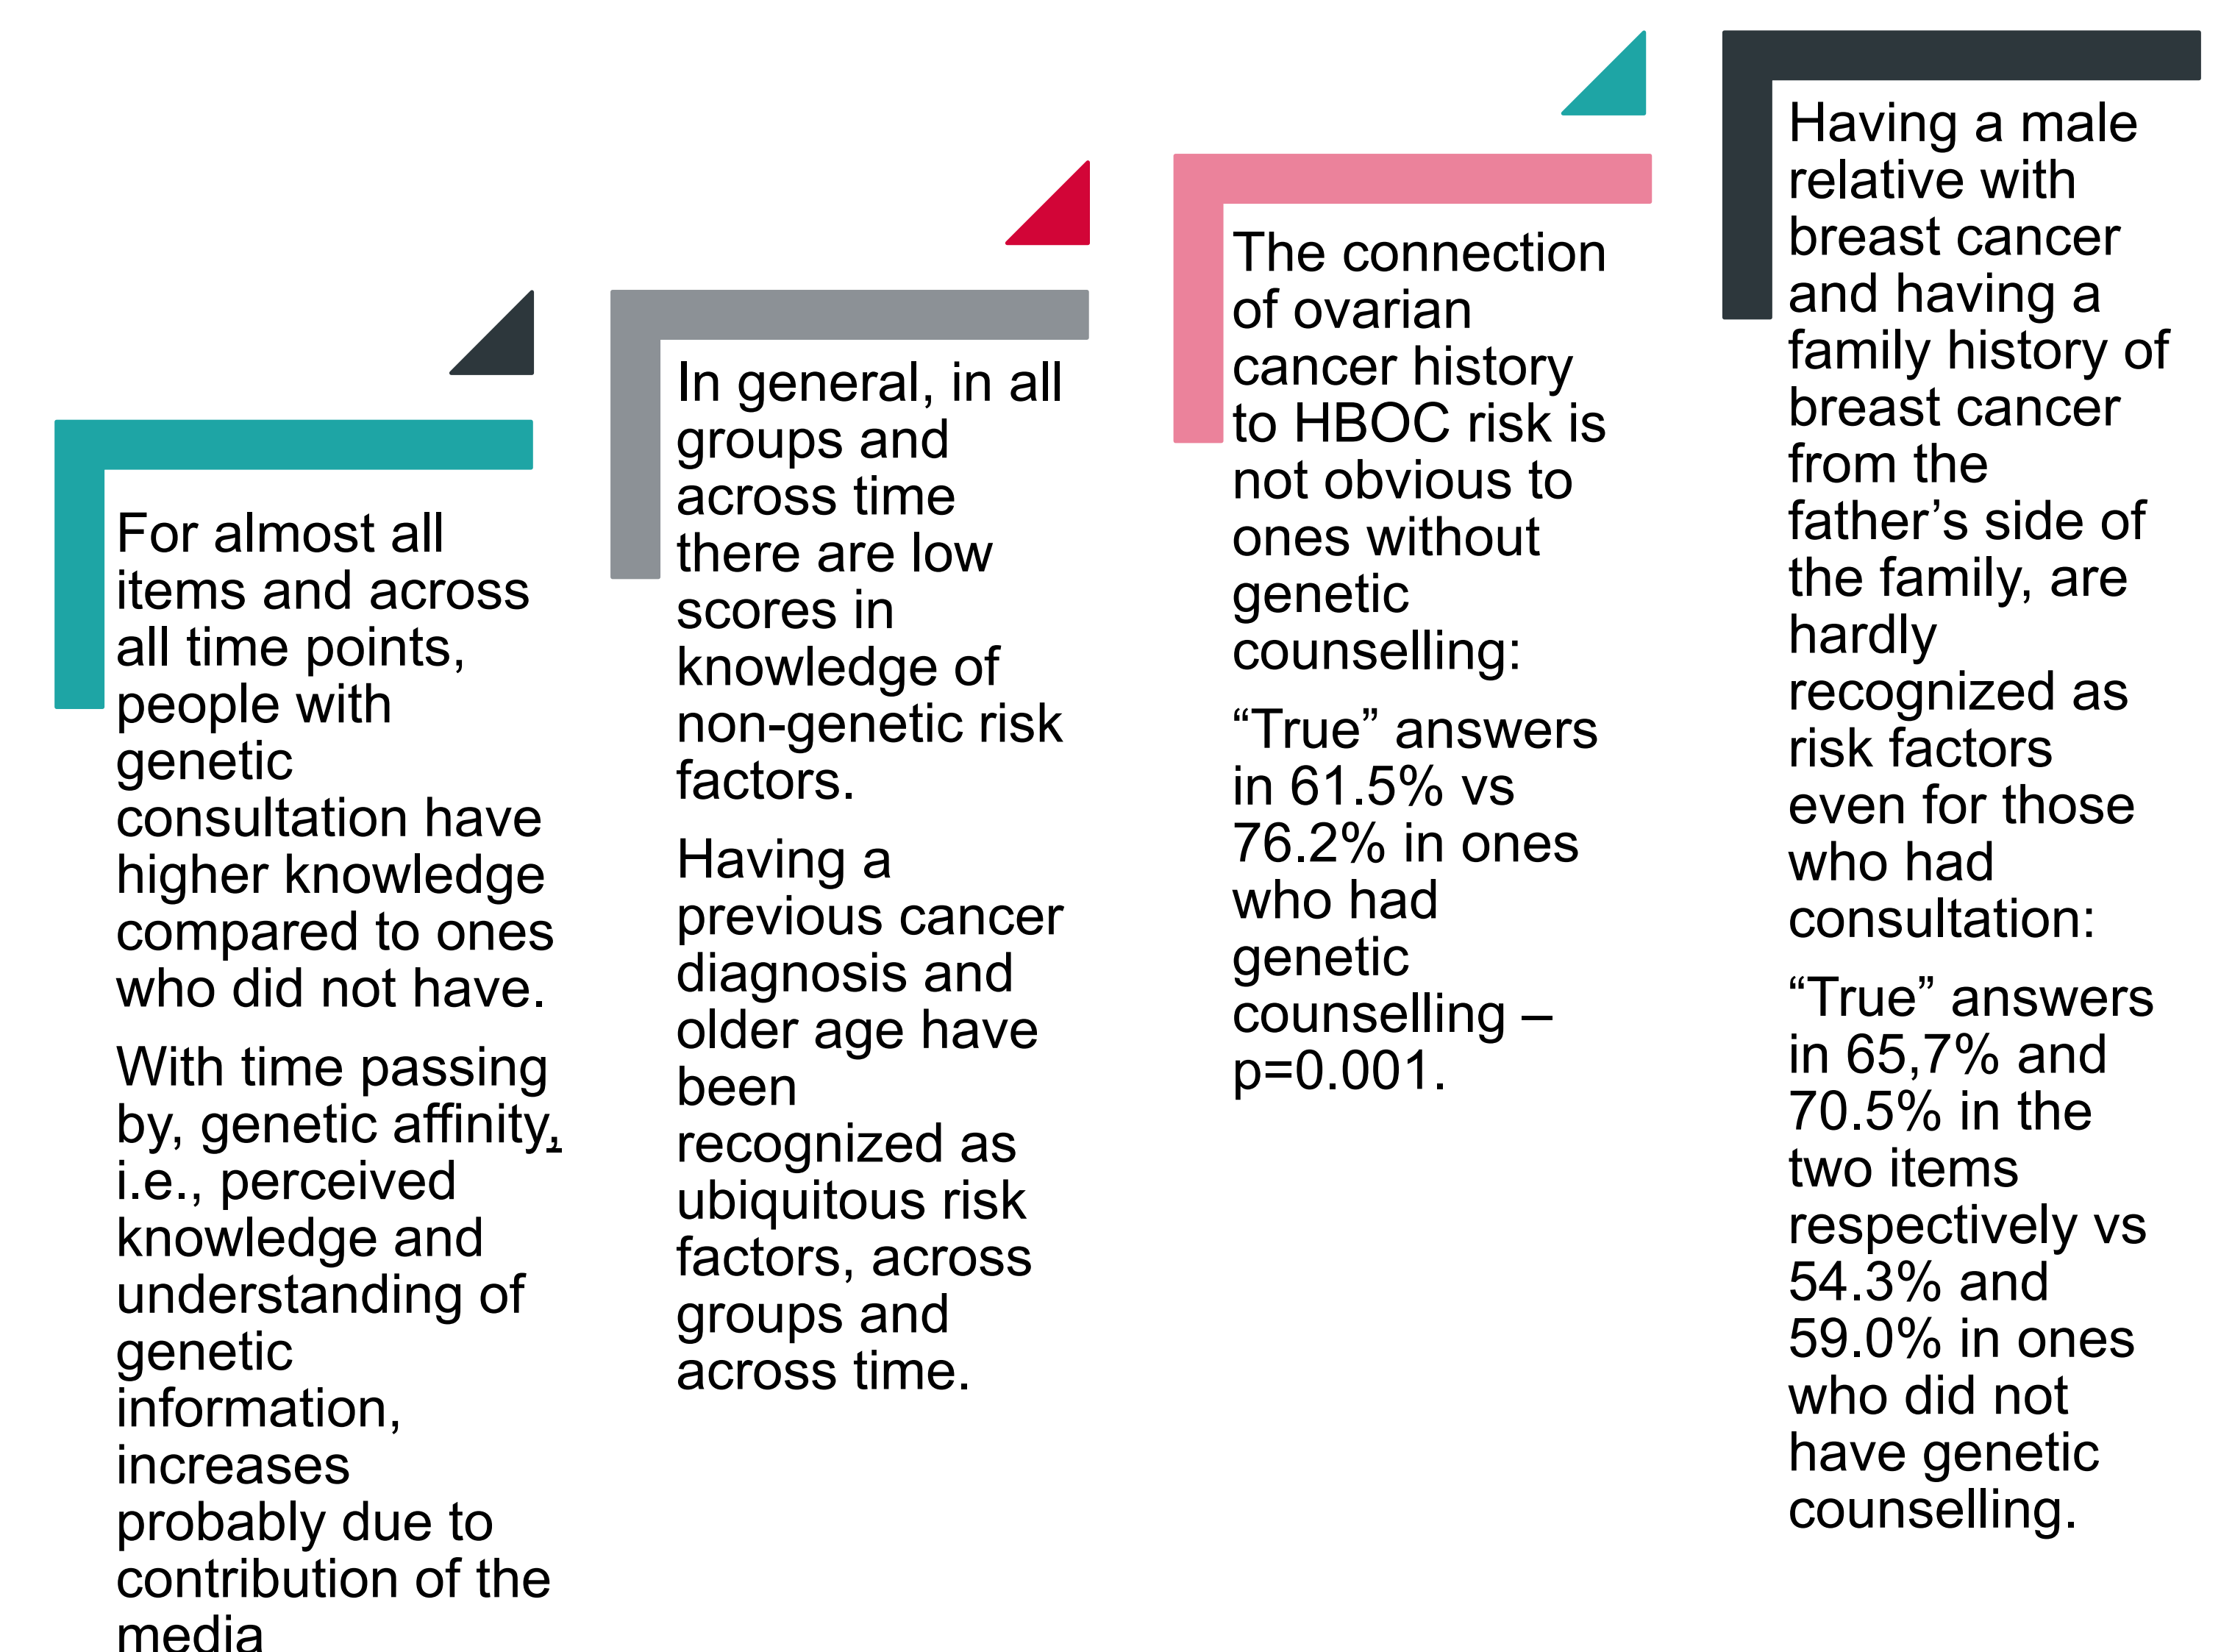 For almost all
items and across
all time points,
people with
genetic
consultation have
higher knowledge
compared to ones
who did not have.
With time passing
by, genetic affinity,
i.e., perceived
knowledge and
understanding of
genetic
information,
increases
probably due to
contribution of the
media
In general, in all
groups and
across time
there are low
scores in
knowledge of
non-genetic risk
factors.
Having a
previous cancer
diagnosis and
older age have
been
recognized as
ubiquitous risk
factors, across
groups and
across time.
The connection
of ovarian
cancer history
to HBOC risk is
not obvious to
ones without
genetic
counselling:
“True” answers
in 61.5% vs
76.2% in ones
who had
genetic
counselling –
p=0.001.
Having a male
relative with
breast cancer
and having a
family history of
breast cancer
from the
father’s side of
the family, are
hardly
recognized as
risk factors
even for those
who had
consultation:
“True” answers
in 65,7% and
70.5% in the
two items
respectively vs
54.3% and
59.0% in ones
who did not
have genetic
counselling.